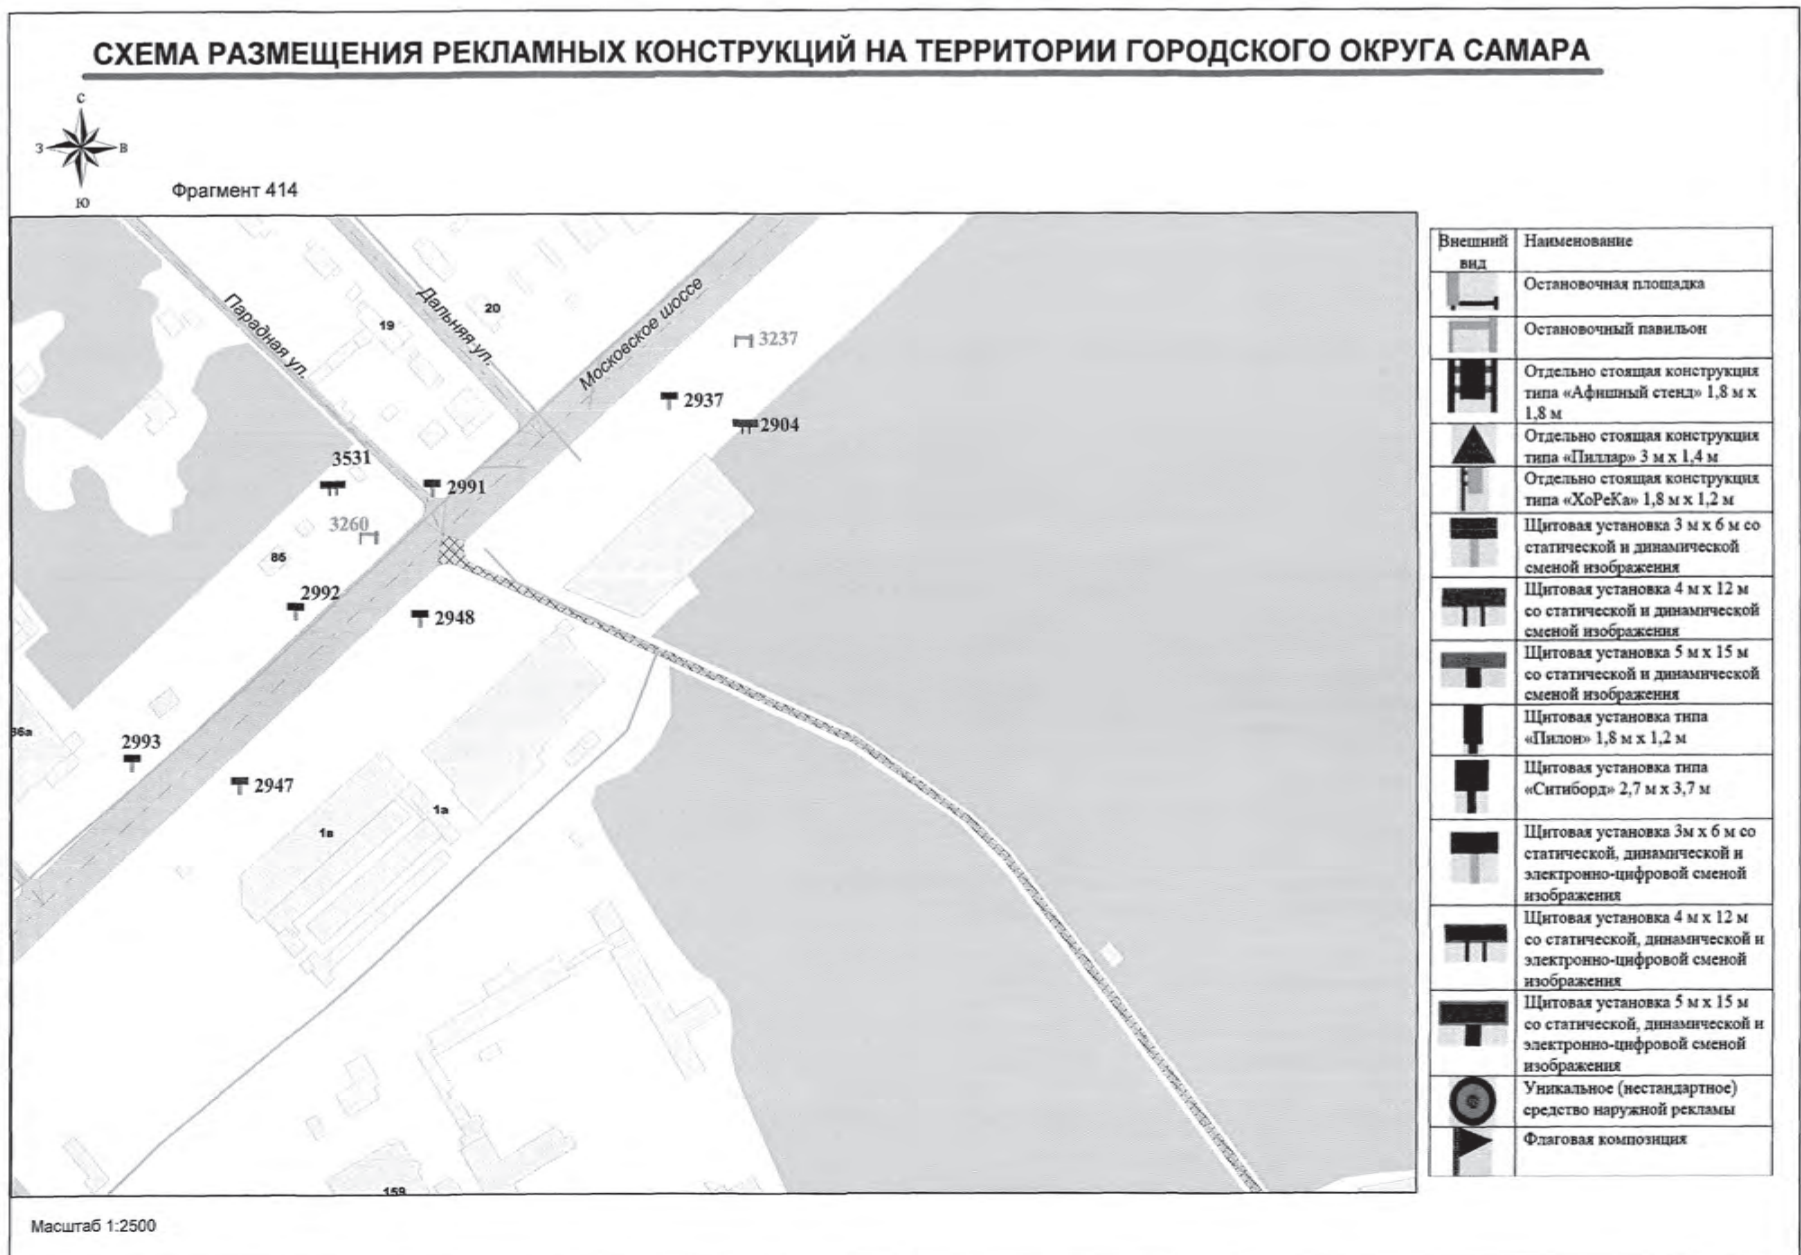 СХЕМА РАЗМЕЩЕНИЯ РЕКЛАМНЫХ КОНСТРУКЦИЙ НА ТЕРРИТОРИИ ГОРОДСКОГО ОКРУГА САМАРА
С
З
В
Ю
Фрагмент 414
Парадная ул.
Дальняя ул.
Московское шоссе
19
20
3237
2937
2904
3531
2991
3260
85
2992
2948
36а
2993
2947
1а
1в
159
Внешний вид
Наименование
Остановочная площадка
Остановочный павильон
Отдельно стоящая конструкция
типа «Афишный стенд» 1,8 м х
1,8 м
Отдельно стоящая конструкция
типа «Пиллар» 3 м х 1,4 м
Отдельно стоящая конструкция
типа «ХоРеКа» 1,8 м х 1,2 м
Щитовая установка 3 м х 6 м со
статической и динамической
сменой изображения
Щитовая установка 4 м х 12 м
со статической и динамической
сменой изображения
Щитовая установка 5 м х 15 м
со статической и динамической
сменой изображения
Щитовая установка типа
«Пилон» 1,8 м х 1,2 м
Щитовая установка типа
«Ситиборд» 2,7 м х 3,7 м
Щитовая установка 3м х 6 м со
статической, динамической и
электронно-цифровой сменой
изображения
Щитовая установка 4 м х 12 м
со статической, динамической и
электронно-цифровой сменой
изображения
Щитовая установка 5 м х 15 м
со статической, динамической и
электронно-цифровой сменой
изображения
Уникальное (нестандартное)
средство наружной рекламы
Флаговая композиция
Масштаб 1:2500